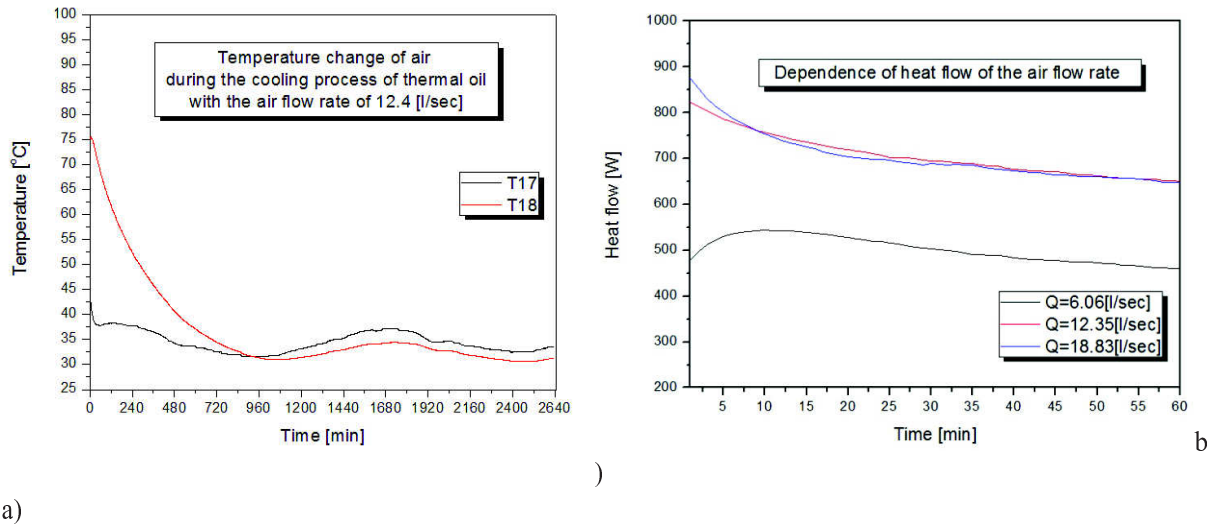 100
95
90
85
80
75
70
65
60
55
50
45
40
35
30
25
Temperature [°C]
Temperature change of air
during the cooling process of thermal oil
with the air flow rate of 12.4 [l/sec]
T17
T18
0 240 480 720 960 1200 1440 1680 1920 2160 2400 2640
Time [min]
1000
900
800
700
600
500
400
300
200
Heat flow [W]
Dependence of heat flow of the air flow rate
Q=6.06[l/sec]
Q=12.35[l/sec]
Q=18.83[l/sec]
5 10 15 20 25 30 35 40 45 50 55 60
Time [min]
b
)
a)